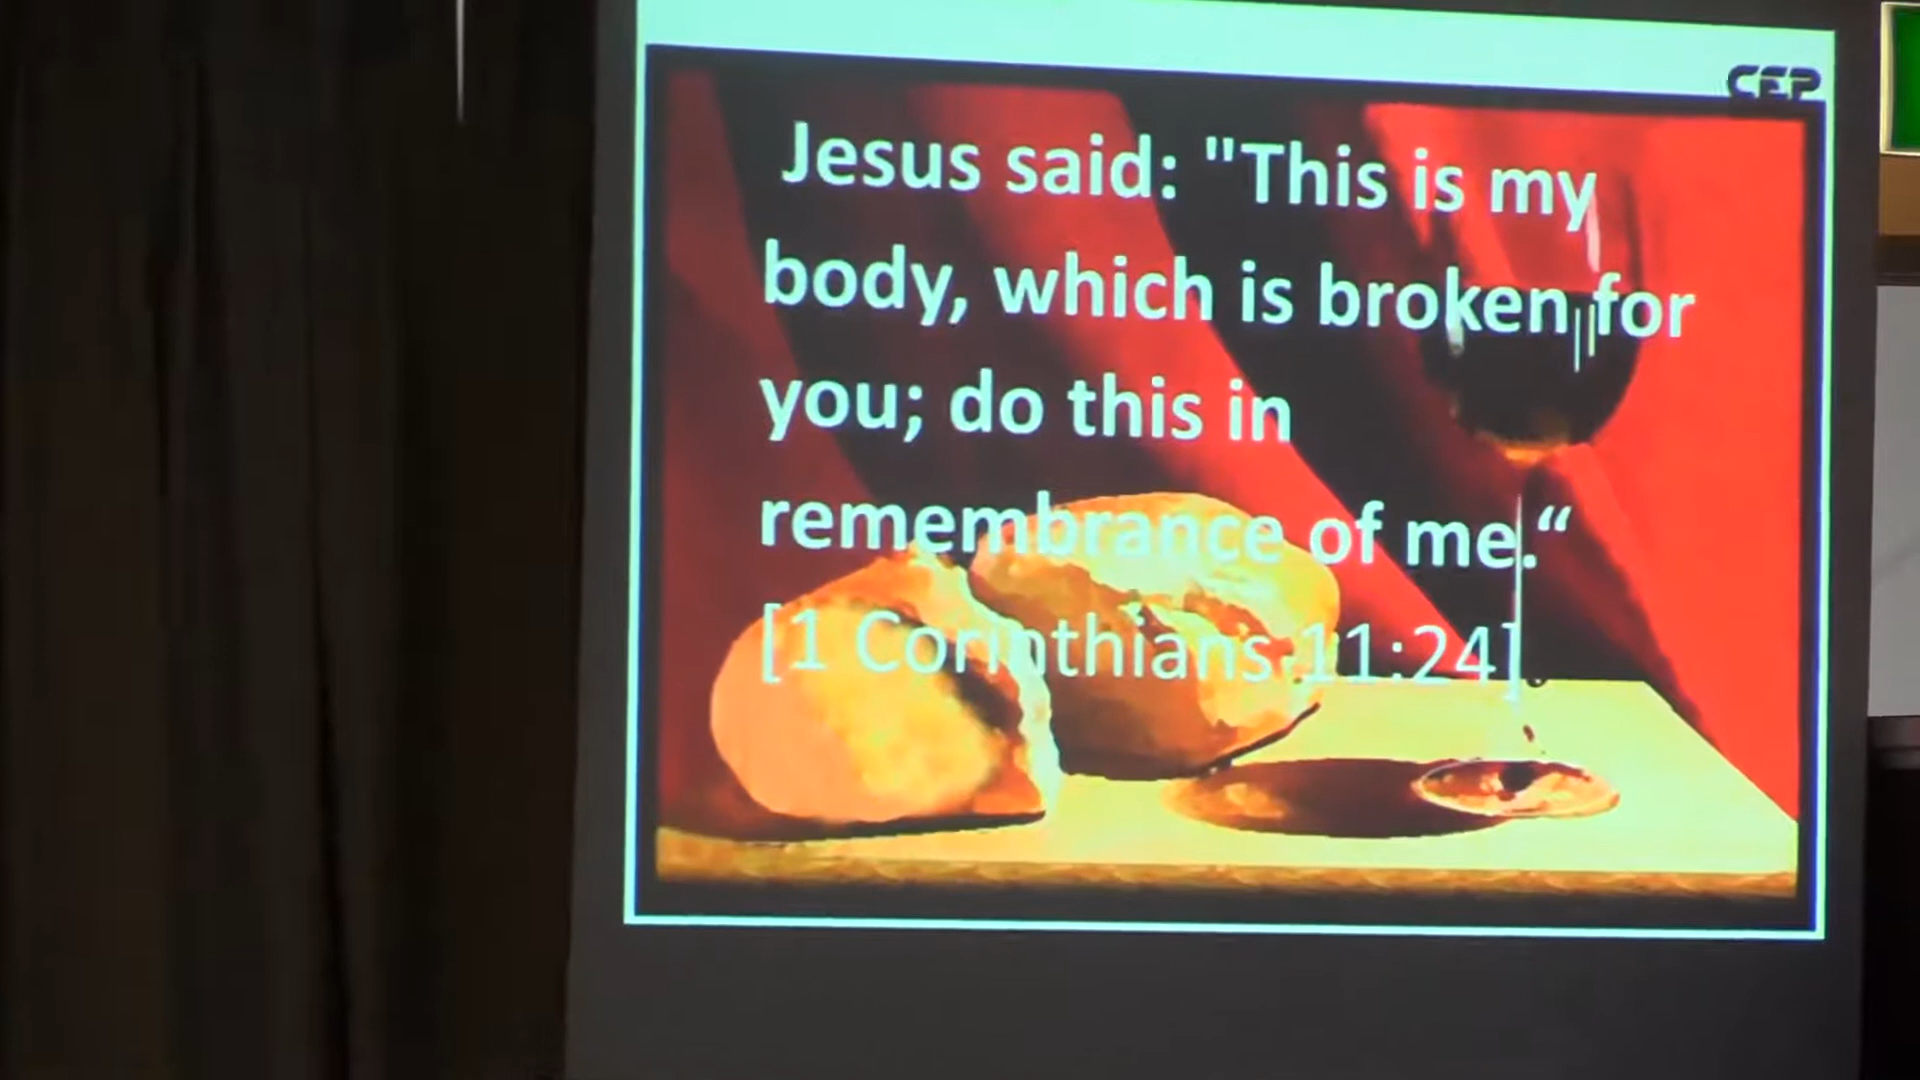 CEP
Jesus said: "This is my
body, which is broken for
you; do this in
remembrance of me.“
[1 Corinthians 11:24]